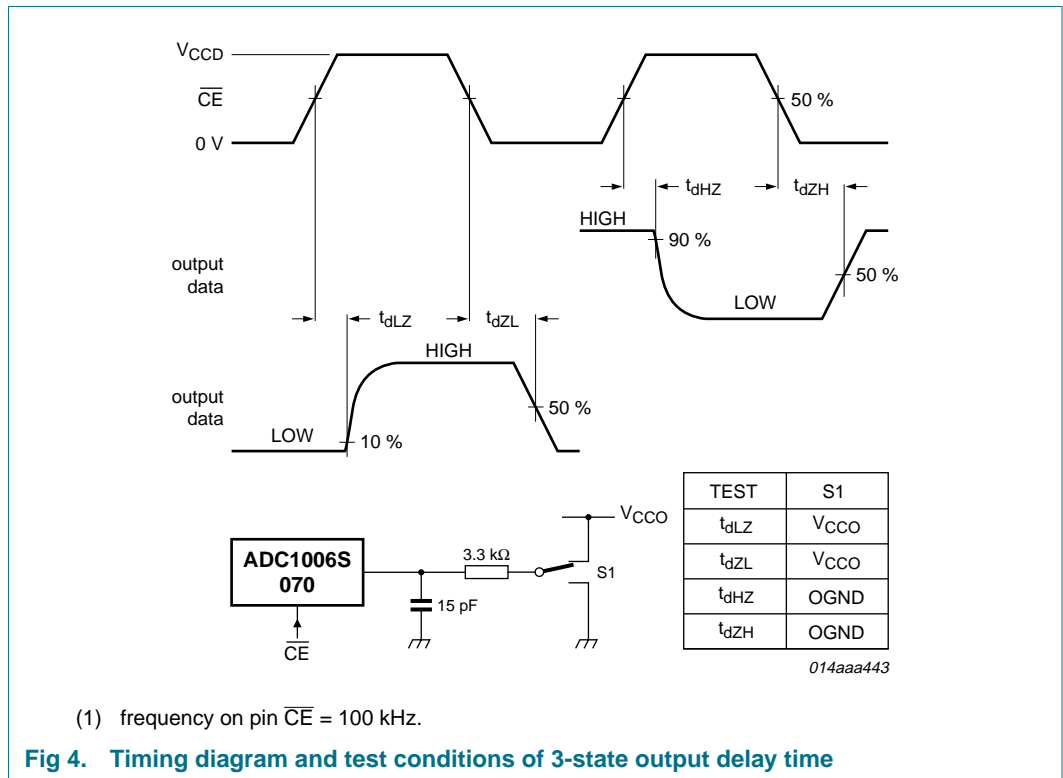 VCCD
CE
0 V
50 %
tdHZ
tdZH
HIGH
90 %
output
data
50 %
LOW
tdLZ
tdZL
HIGH
output
data
50 %
LOW
10 %
VCCO
ADC1006S
070
3.3 kΩ
S1
15 pF
CE
TEST S1
tdLZ VCCO
tdZL VCCO
tdHZ OGND
tdZH OGND
014aaa443
(1) frequency on pin CE = 100 kHz.
Fig 4. Timing diagram and test conditions of 3-state output delay time